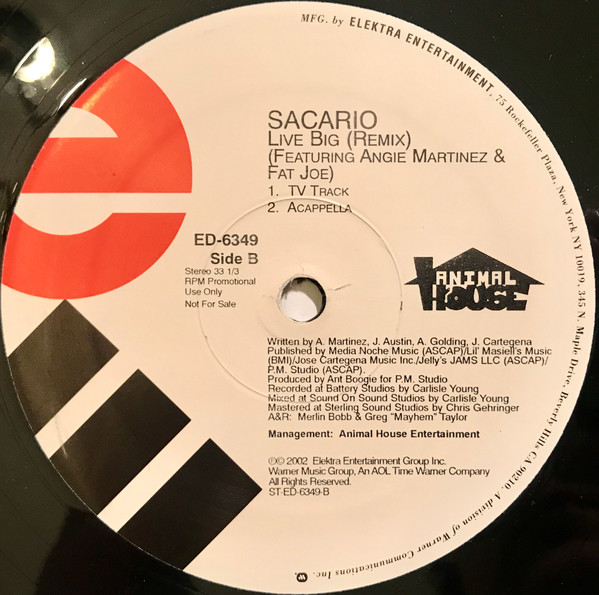 MFG. by ELEKTRA ENTERTAINMENT, 75 Rockefeller Plaza, New York NY 10019, 345 N. Maple Drive, Beverly Hills CA 90210. A division of Warner Communications Inc.
SACARIO
LIVE BIG (REMIX)
(FEATURING ANGIE MARTINEZ &
FAT JOE)
1. TV TRACK
2. ACAPPELLA
ED-6349
Side B
Stereo 33 1/3
RPM Promotional
Use Only
Not For Sale
ANIMAL
HOUSE
Written by A. Martinez, J. Austin, A. Golding, J. Cartegena
Published by Media Noche Music (ASCAP)/Lil' Masiell's Music
(BMI)/Jose Cartegena Music Inc./Jelly's JAMS LLC (ASCAP)/
P.M. Studio (ASCAP).
Produced by Ant Boogie for P.M. Studio
Recorded at Battery Studios by Carlisle Young
Mixed at Sound On Sound Studios by Carlisle Young
Mastered at Sterling Sound Studios by Chris Gehringer
A&R: Merlin Bobb & Greg "Mayhem" Taylor
Management: Animal House Entertainment
℗© 2002 Elektra Entertainment Group Inc.
Warner Music Group, An AOL Time Warner Company
All Rights Reserved.
ST-ED-6349-B